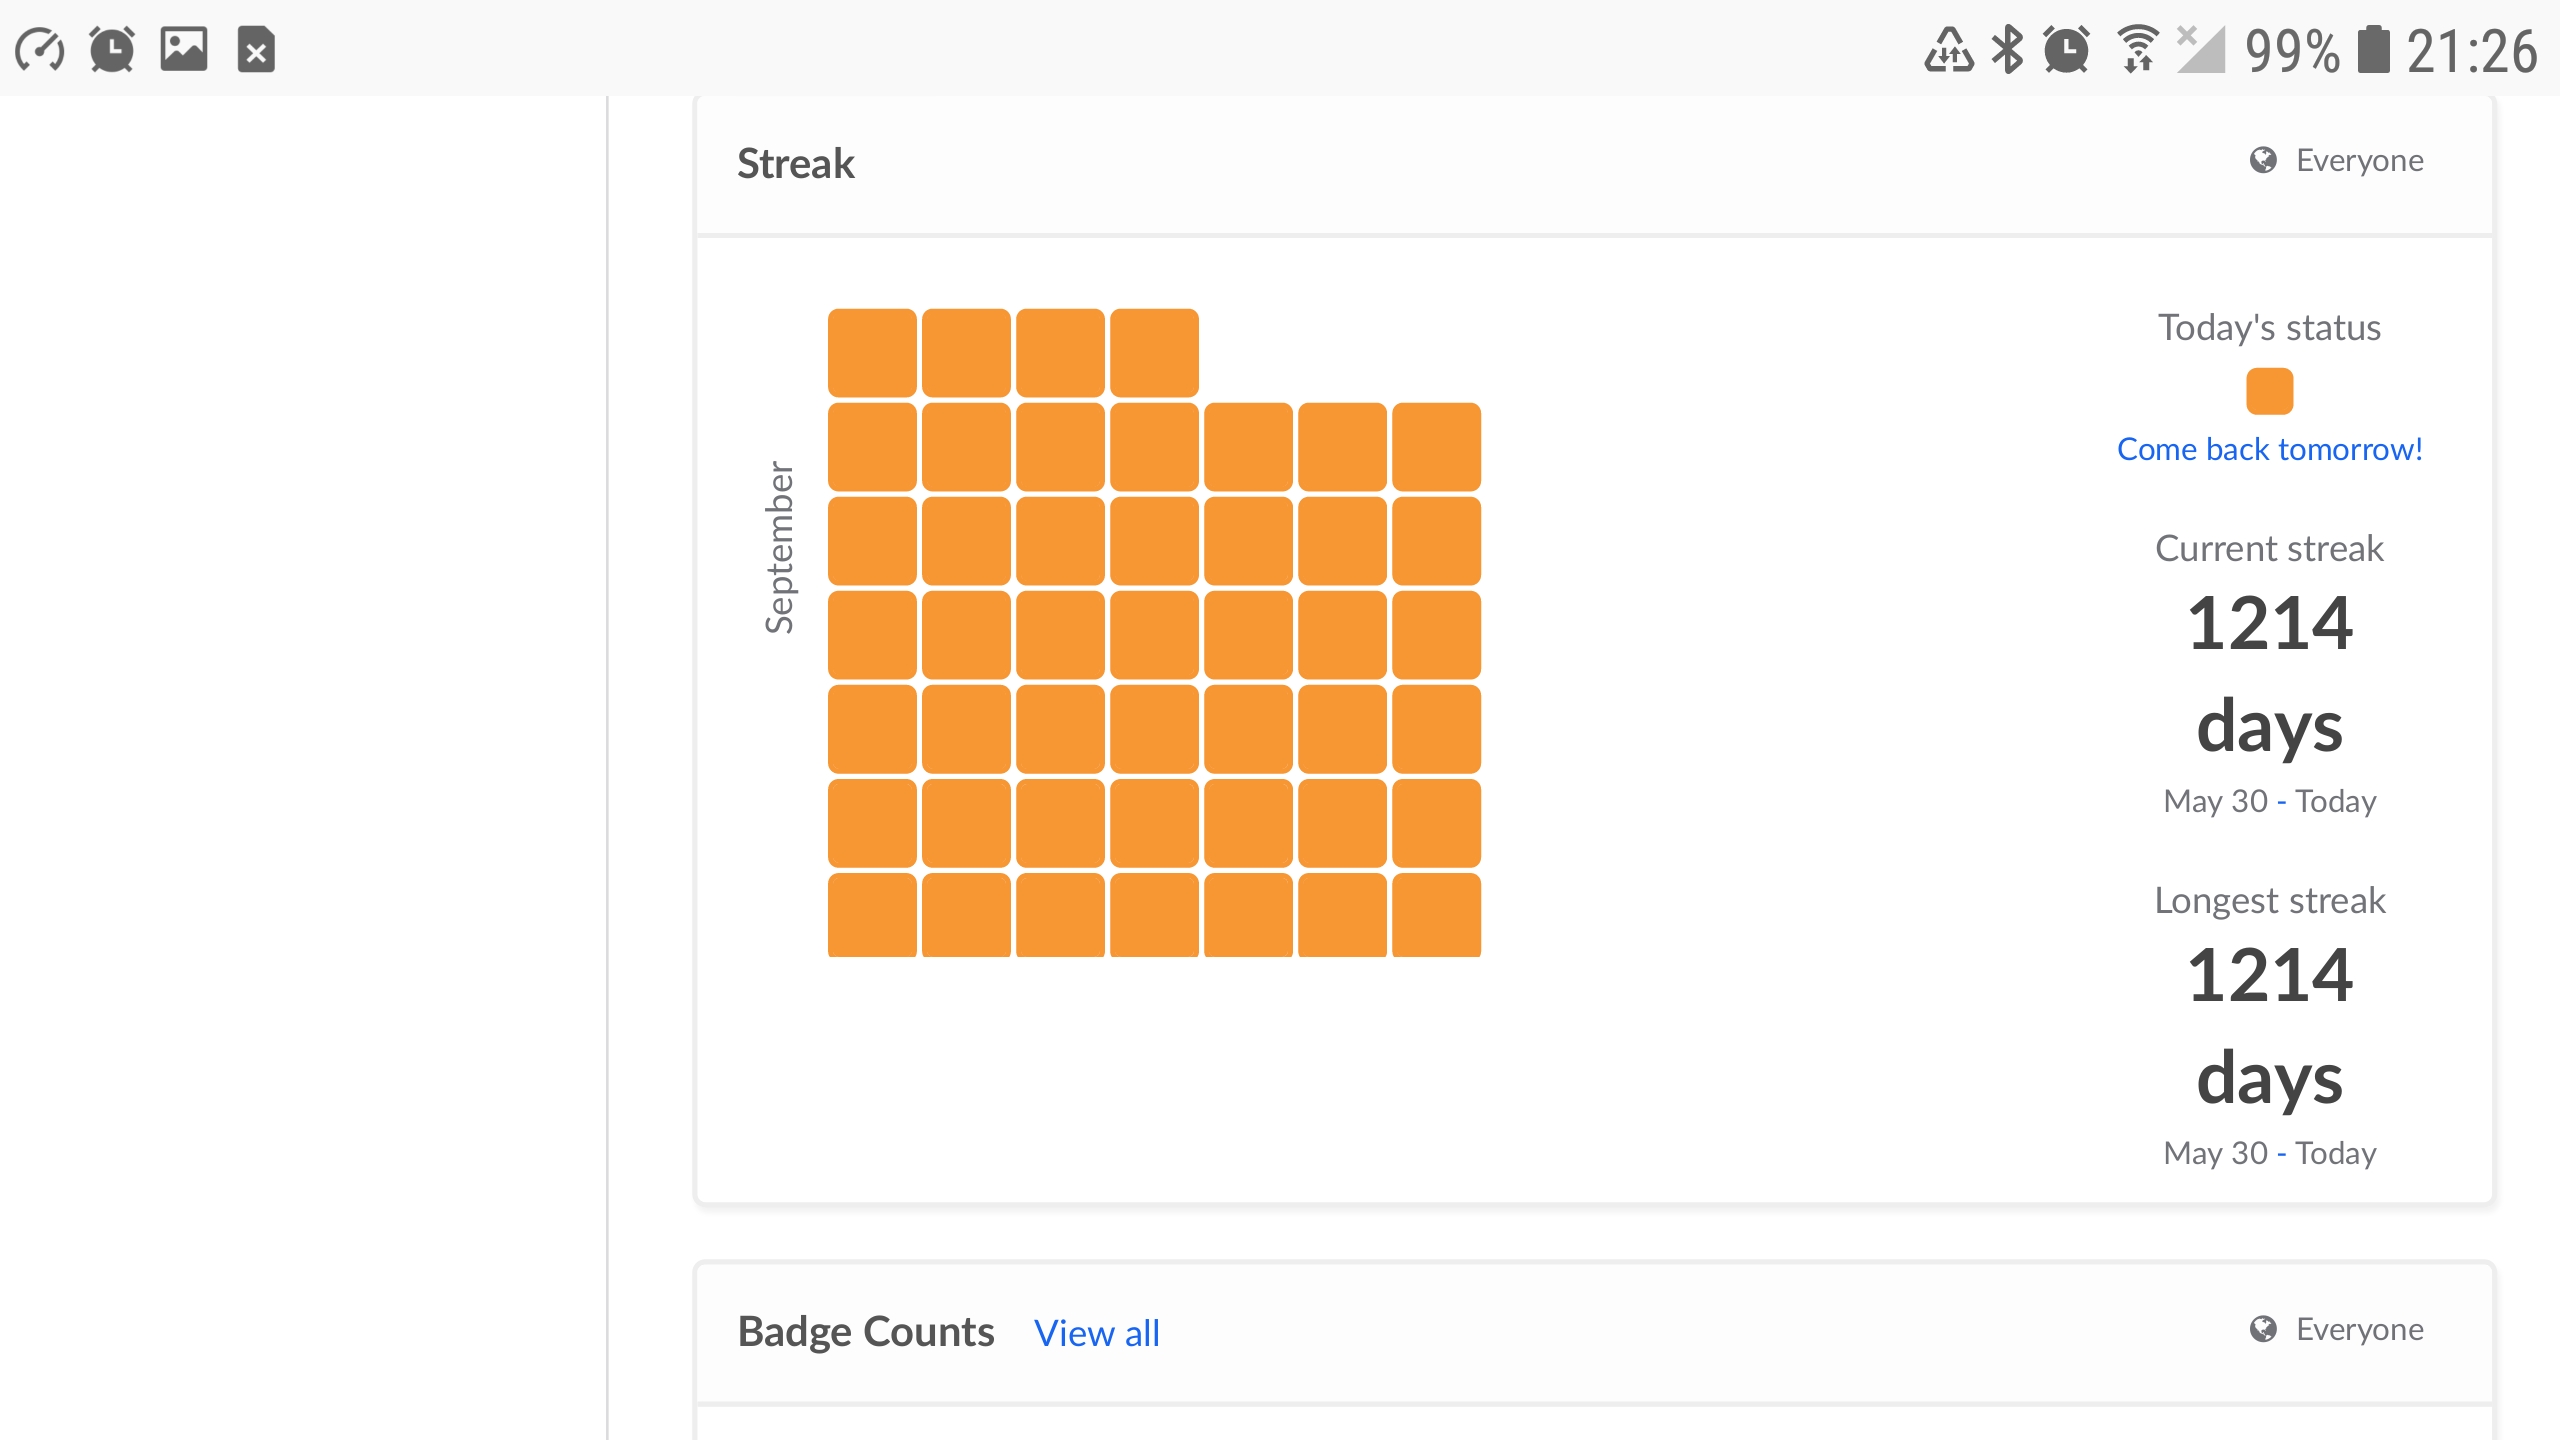 99% 21:26
Streak
Everyone
September
Today's status
Come back tomorrow!
Current streak
1214
days
May 30 - Today
Longest streak
1214
days
May 30 - Today
Badge Counts View all
Everyone